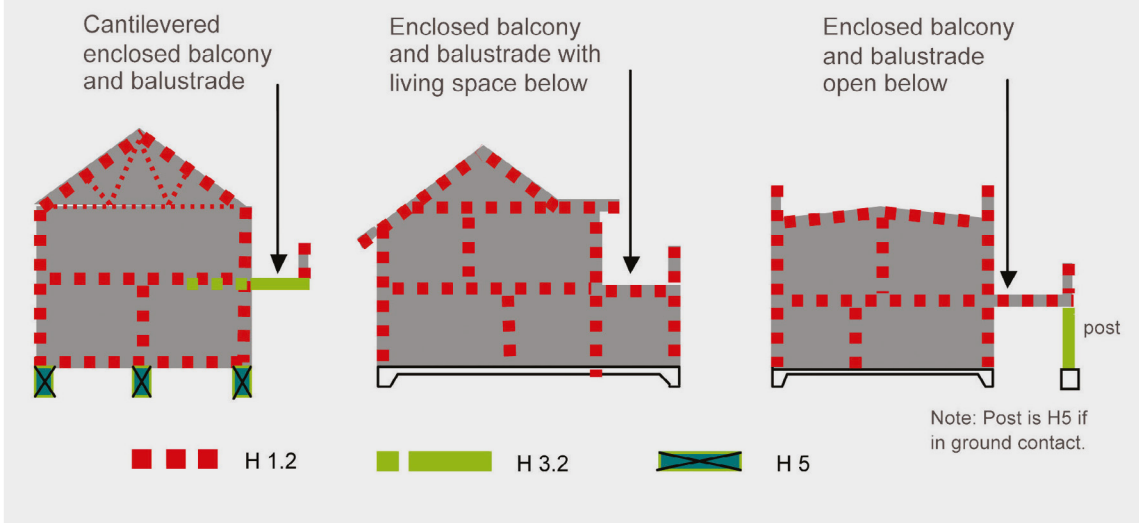 Cantilevered
enclosed balcony
and balustrade
Enclosed balcony
and balustrade with
living space below
Enclosed balcony
and balustrade
open below
post
Note: Post is H5 if
in ground contact.
H 1.2
H 3.2
H 5